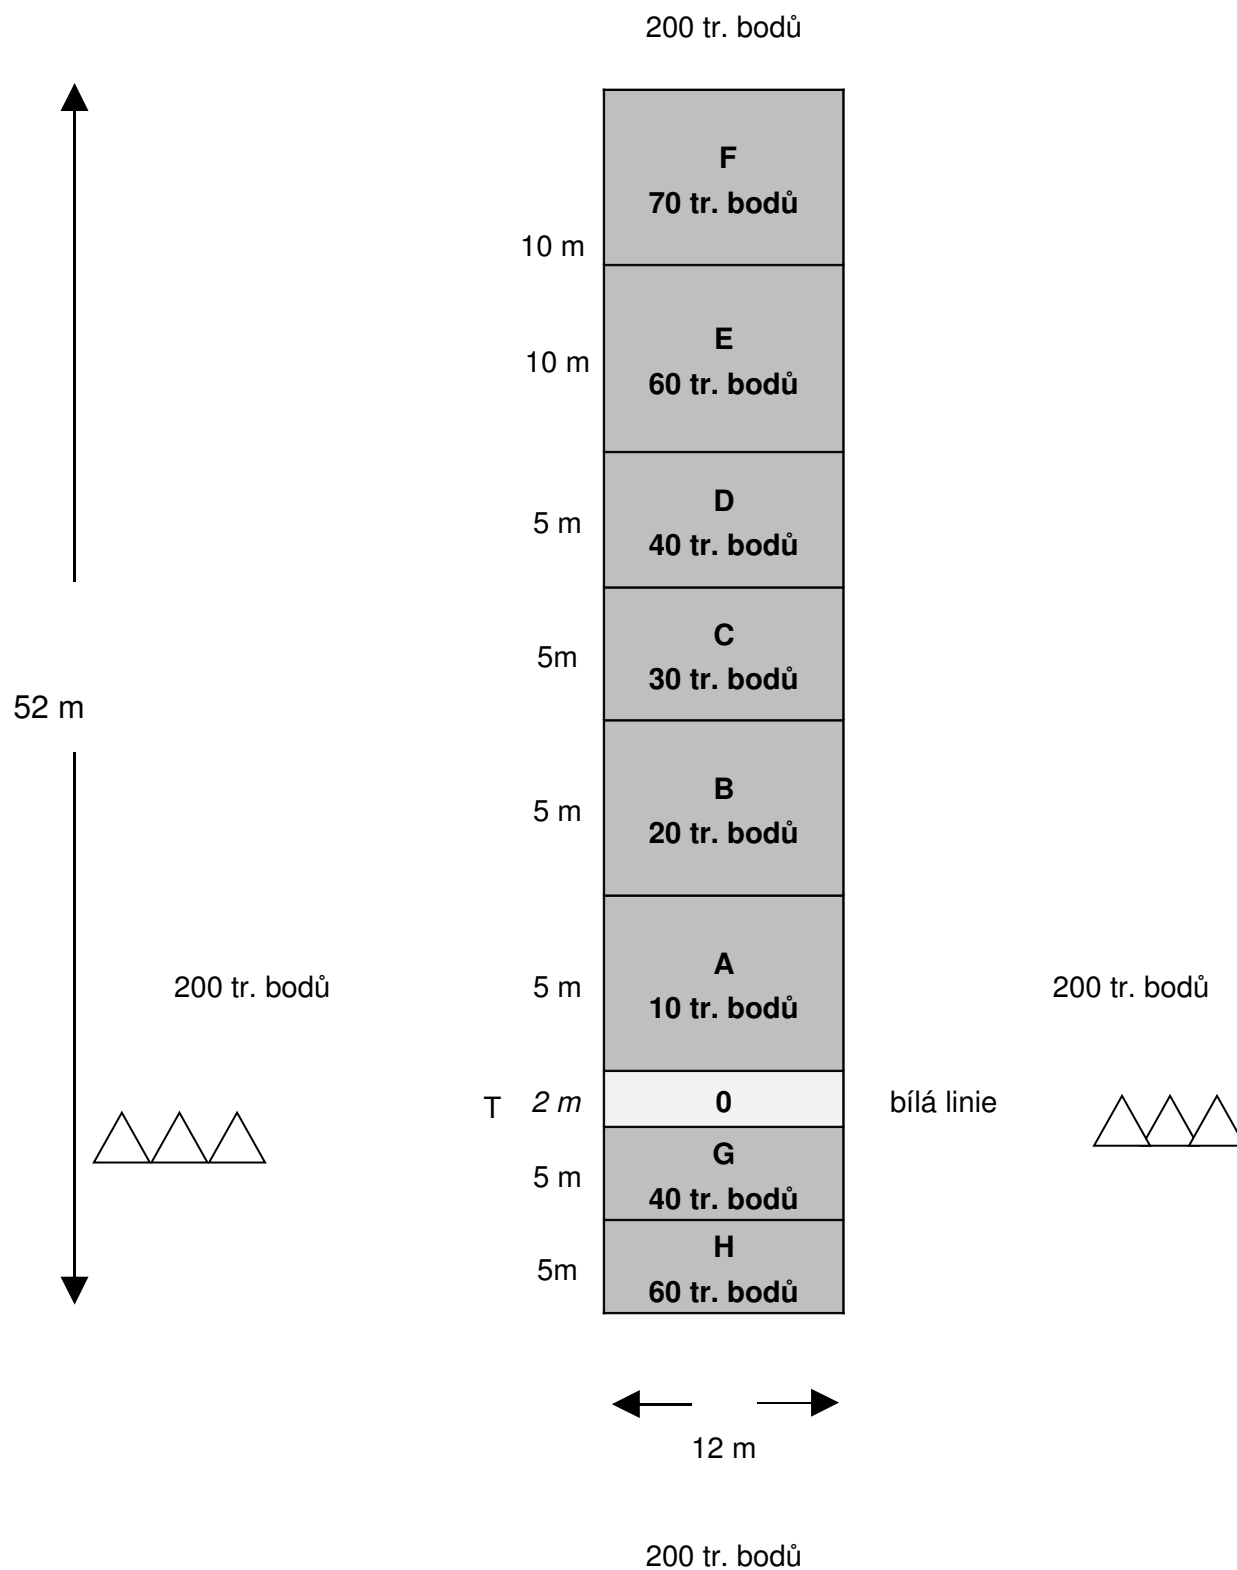 200 tr. bodů
F
70 tr. bodů
10 m
E
10 m
60 tr. bodů
D
5 m
40 tr. bodů
C
5m
30 tr. bodů
52 m
B
5 m
20 tr. bodů
A
200 tr. bodů
5 m
200 tr. bodů
10 tr. bodů
T 2 m 0 bílá linie
G
5 m
40 tr. bodů
H
5m
60 tr. bodů
12 m
200 tr. bodů